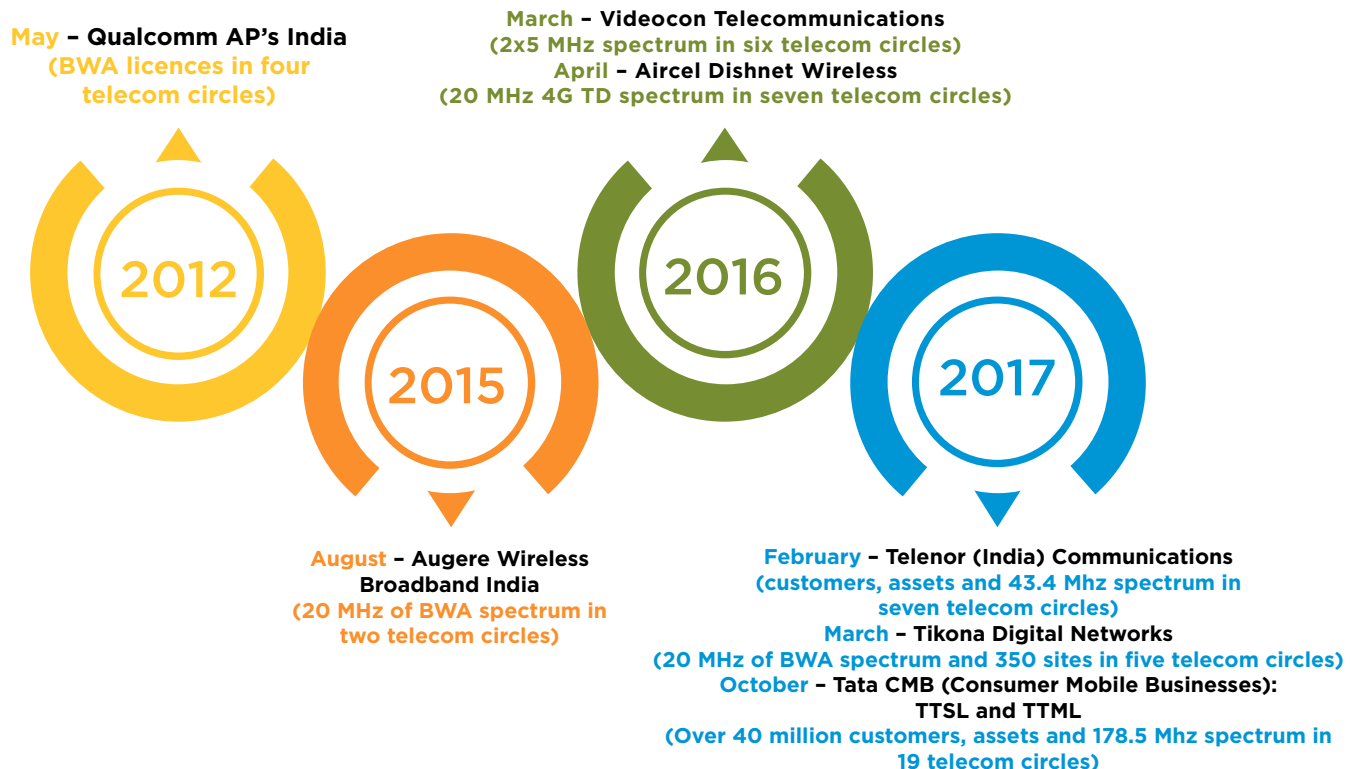 May – Qualcomm AP's India
(BWA licences in four
telecom circles)
2012
August – Augere Wireless
Broadband India
(20 MHz of BWA spectrum in
two telecom circles)
2015
March – Videocon Telecommunications
(2x5 MHz spectrum in six telecom circles)
April – Aircel Dishnet Wireless
(20 MHz 4G TD spectrum in seven telecom circles)
2016
2017
February – Telenor (India) Communications
(customers, assets and 43.4 Mhz spectrum in
seven telecom circles)
March – Tikona Digital Networks
(20 MHz of BWA spectrum and 350 sites in five telecom circles)
October – Tata CMB (Consumer Mobile Businesses):
TTSL and TTML
(Over 40 million customers, assets and 178.5 Mhz spectrum in
19 telecom circles)